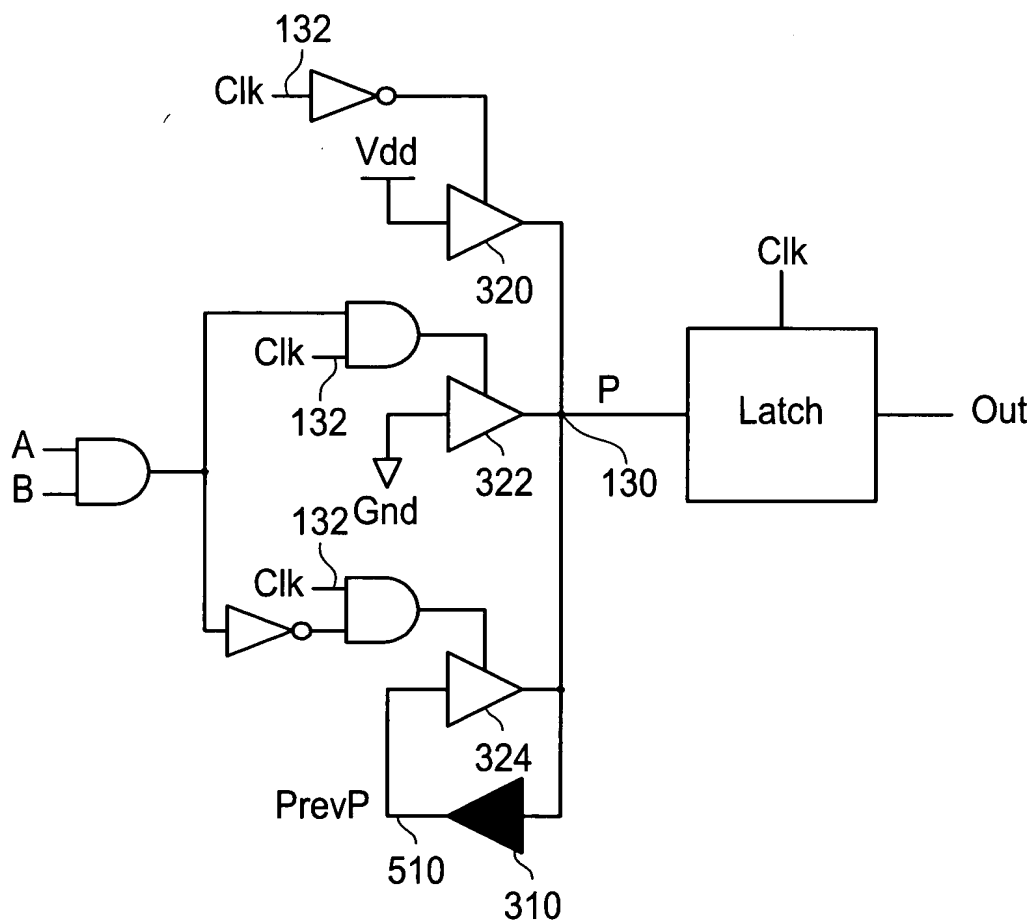 132
Clk
Vdd
320
Clk
Clk
132
P
Latch
Out
A
B
322
130
132
Gnd
Clk
324
PrevP
510
310